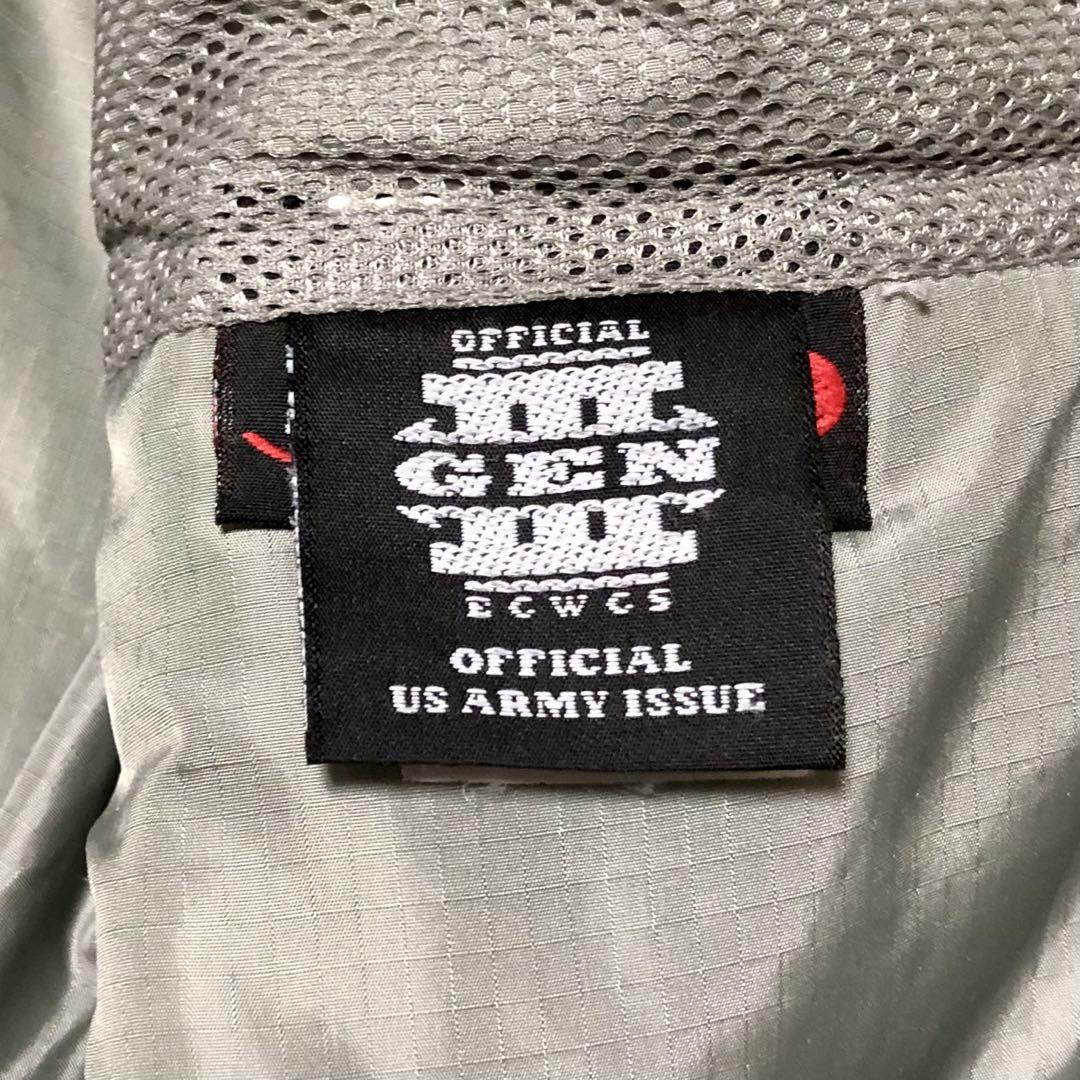 OFFICIAL
III
GEN
III
ECWCS
OFFICIAL
US ARMY ISSUE